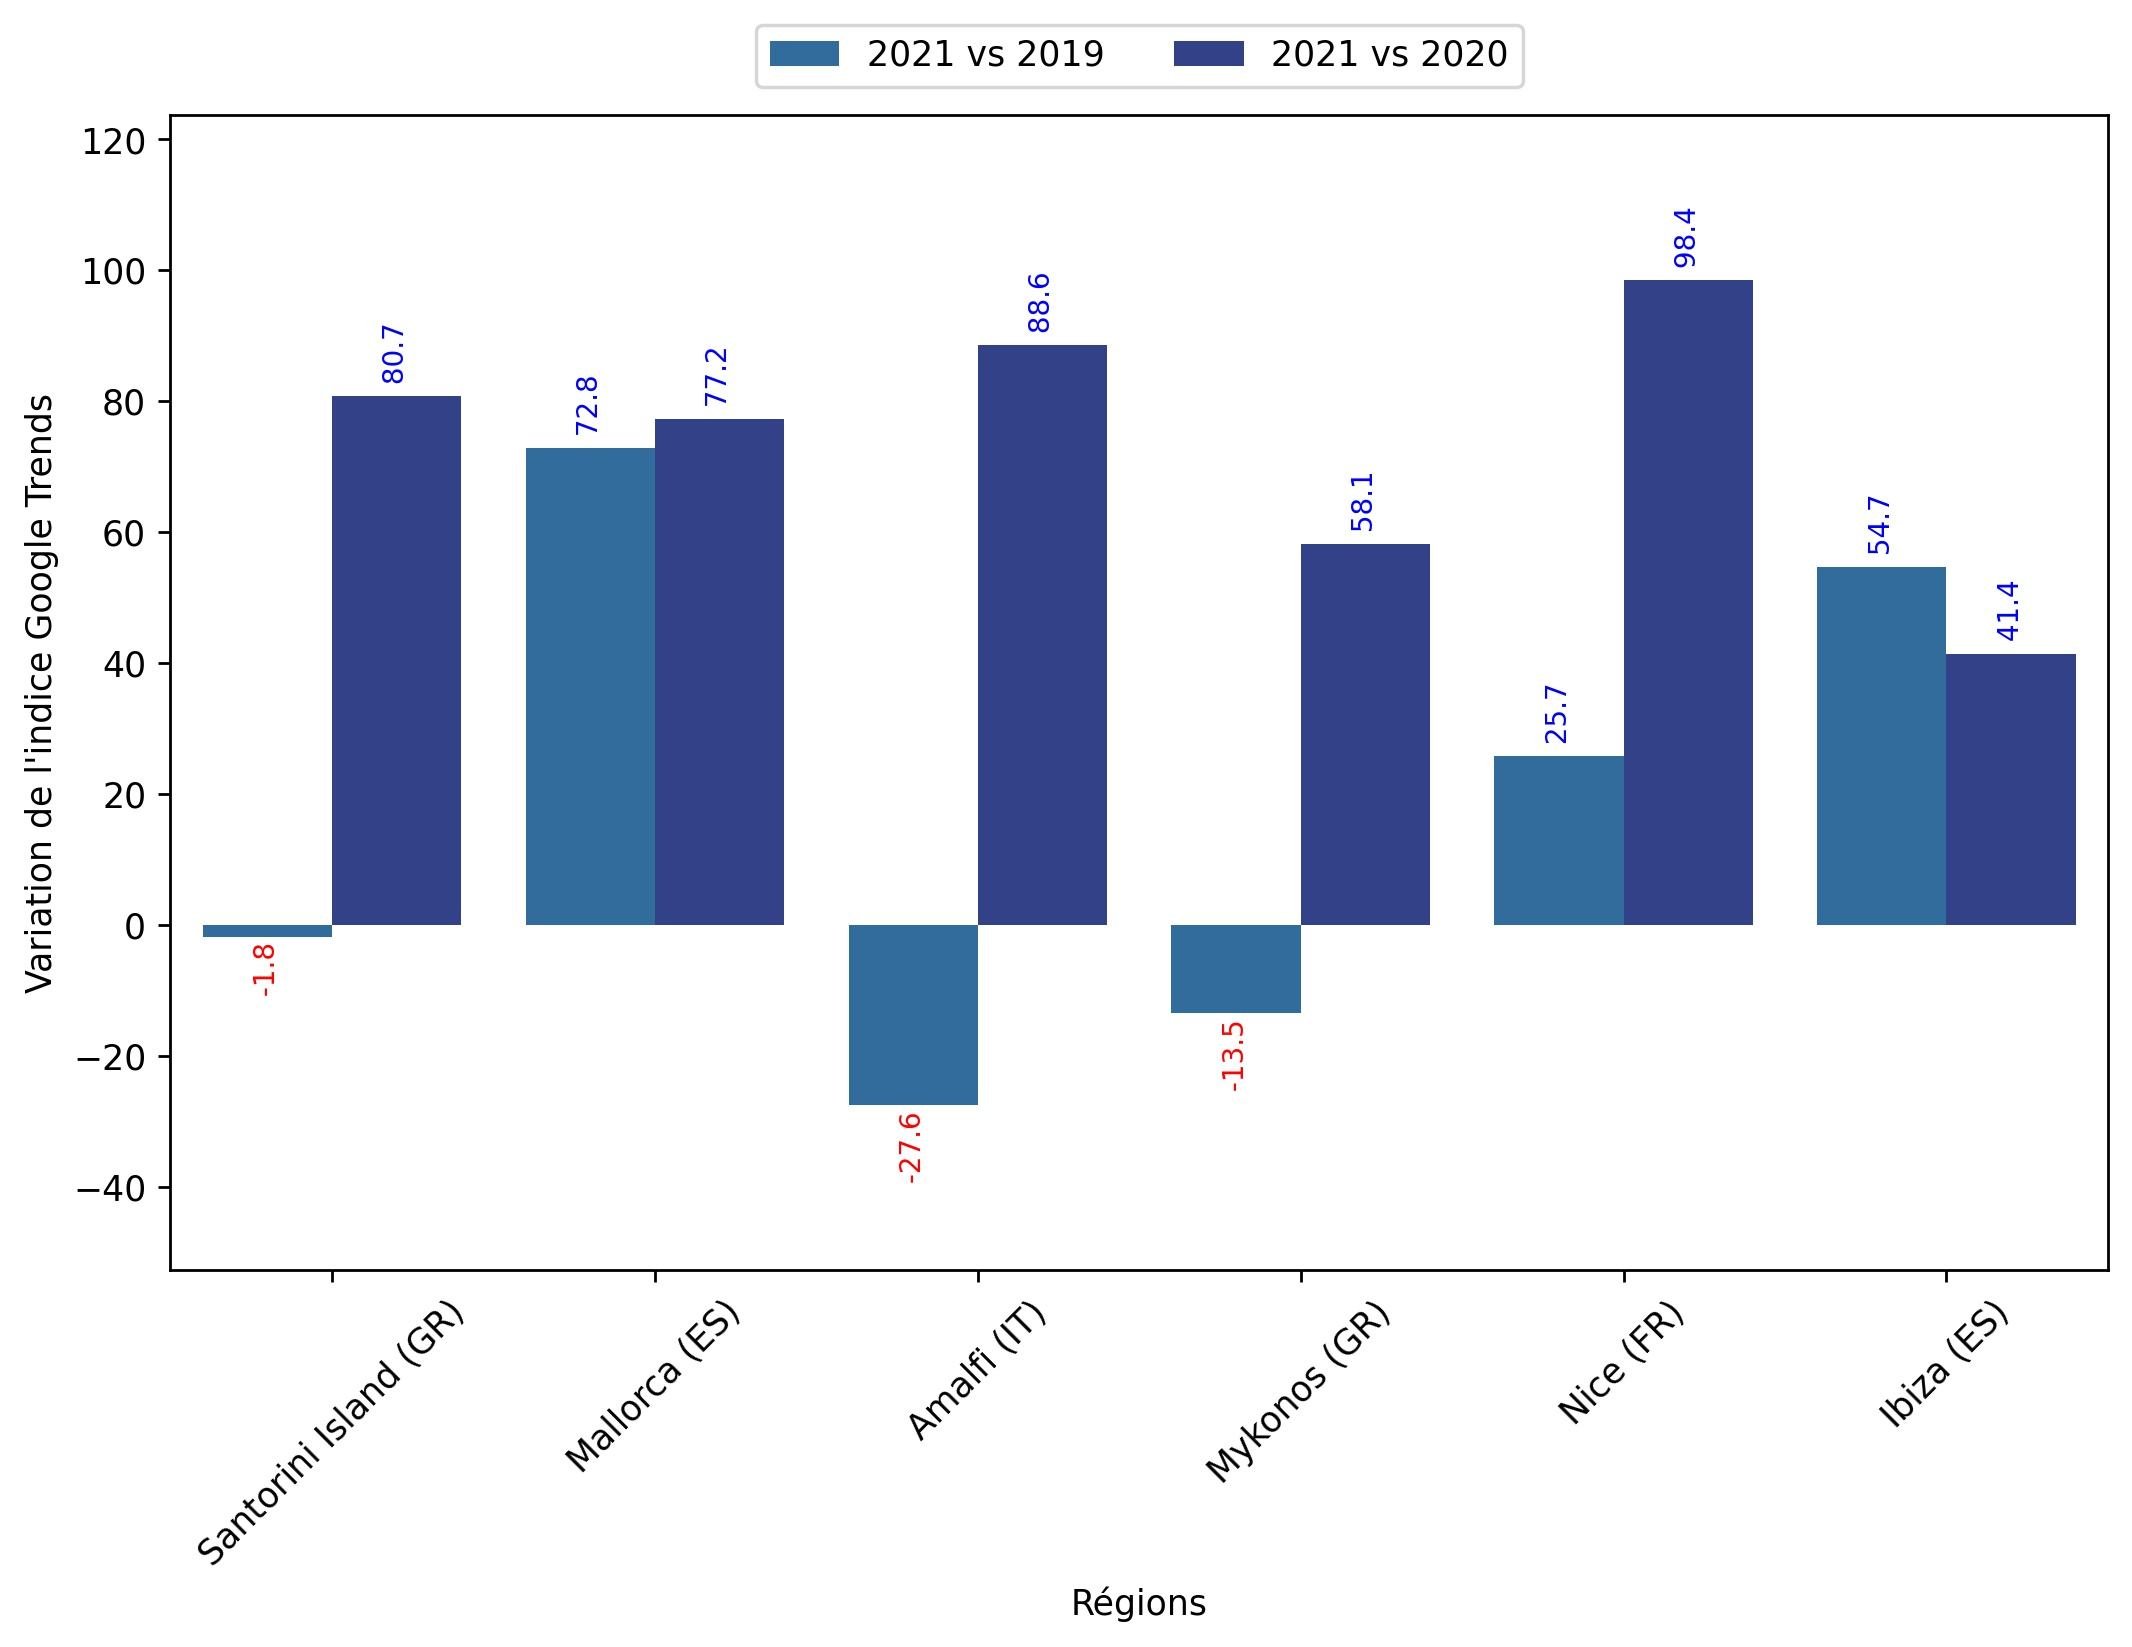 2021 vs 2019
2021 vs 2020
Variation de l'indice Google Trends
120
100
80
60
40
20
0
−20
−40
-1.8
80.7
72.8
77.2
-27.6
88.6
-13.5
58.1
25.7
98.4
54.7
41.4
Santorini Island (GR)
Mallorca (ES)
Amalfi (IT)
Mykonos (GR)
Nice (FR)
Ibiza (ES)
Régions